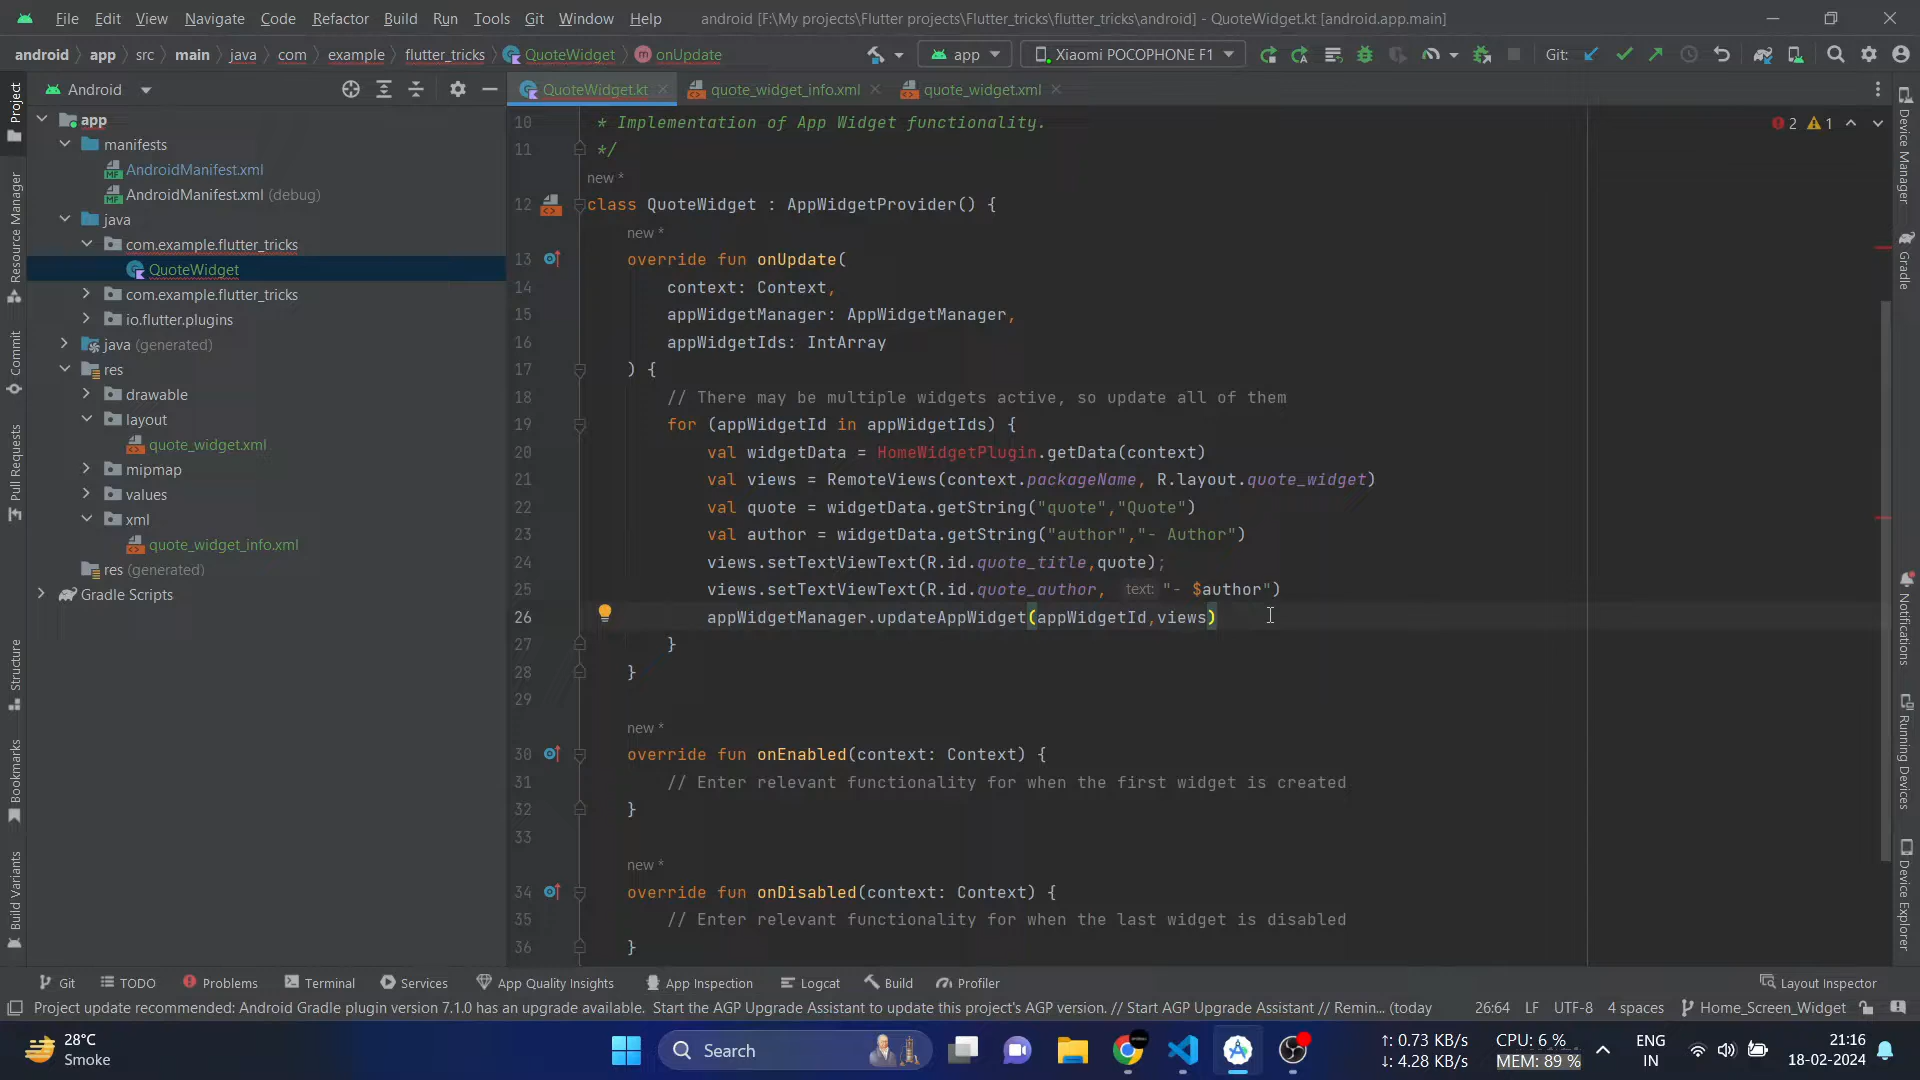 File Edit View Navigate Code Refactor Build Run Tools Git Window Help android [F:\My projects\Flutter projects\Flutter_tricks\flutter_tricks\android] - QuoteWidget.kt [android.app.main]
android app src main java com example flutter_tricks QuoteWidget onUpdate app Xiaomi POCOPHONE F1 Git:
Android QuoteWidget.kt quote_widget_info.xml quote_widget.xml
Project
Resource Manager
Commit
Pull Requests
Structure
Bookmarks
Build Variants
app
manifests
AndroidManifest.xml
AndroidManifest.xml (debug)
java
com.example.flutter_tricks
QuoteWidget
com.example.flutter_tricks
io.flutter.plugins
java (generated)
res
drawable
layout
quote_widget.xml
mipmap
values
xml
quote_widget_info.xml
res (generated)
Gradle Scripts
2 1
10 * Implementation of App Widget functionality.
11 */
new *
12 class QuoteWidget : AppWidgetProvider() {
new *
13 override fun onUpdate(
14 context: Context,
15 appWidgetManager: AppWidgetManager,
16 appWidgetIds: IntArray
17 ) {
18 // There may be multiple widgets active, so update all of them
19 for (appWidgetId in appWidgetIds) {
20 val widgetData = HomeWidgetPlugin.getData(context)
21 val views = RemoteViews(context.packageName, R.layout.quote_widget)
22 val quote = widgetData.getString("quote","Quote")
23 val author = widgetData.getString("author","- Author")
24 views.setTextViewText(R.id.quote_title,quote);
25 views.setTextViewText(R.id.quote_author, text: "- $author")
26 appWidgetManager.updateAppWidget(appWidgetId,views)
27 }
28 }
29
new *
30 override fun onEnabled(context: Context) {
31 // Enter relevant functionality for when the first widget is created
32 }
33
new *
34 override fun onDisabled(context: Context) {
35 // Enter relevant functionality for when the last widget is disabled
36 }
Device Manager
Gradle
Notifications
Running Devices
Device Explorer
Git TODO Problems Terminal Services App Quality Insights App Inspection Logcat Build Profiler Layout Inspector
Project update recommended: Android Gradle plugin version 7.1.0 has an upgrade available. Start the AGP Upgrade Assistant to update this project's AGP version. // Start AGP Upgrade Assistant // Remin... (today 26:64 LF UTF-8 4 spaces Home_Screen_Widget
28°C
Smoke
Search
↑: 0.73 KB/s
↓: 4.28 KB/s
CPU: 6 %
MEM: 89 %
ENG
IN
21:16
18-02-2024